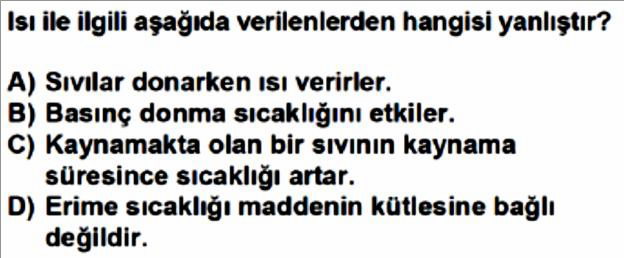 Isı ile ilgili aşağıda verilenlerden hangisi yanlıştır?
A) Sıvılar donarken ısı verirler.
B) Basınç donma sıcaklığını etkiler.
C) Kaynamakta olan bir sıvının kaynama
süresince sıcaklığı artar.
D) Erime sıcaklığı maddenin kütlesine bağlı
değildir.